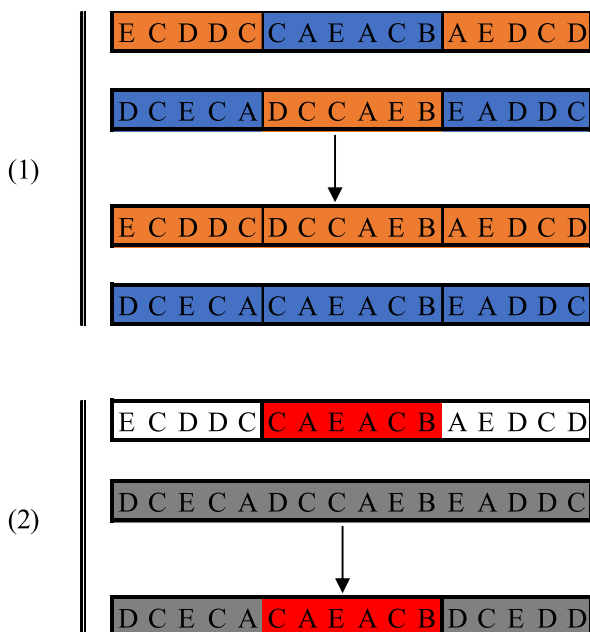 E C D D C C A E A C B A E D C D
D C E C A D C C A E B E A D D C
(1)
E C D D C D C C A E B A E D C D
D C E C A C A E A C B E A D D C
E C D D C C A E A C B A E D C D
D C E C A D C C A E B E A D D C
(2)
D C E C A C A E A C B D C E D D